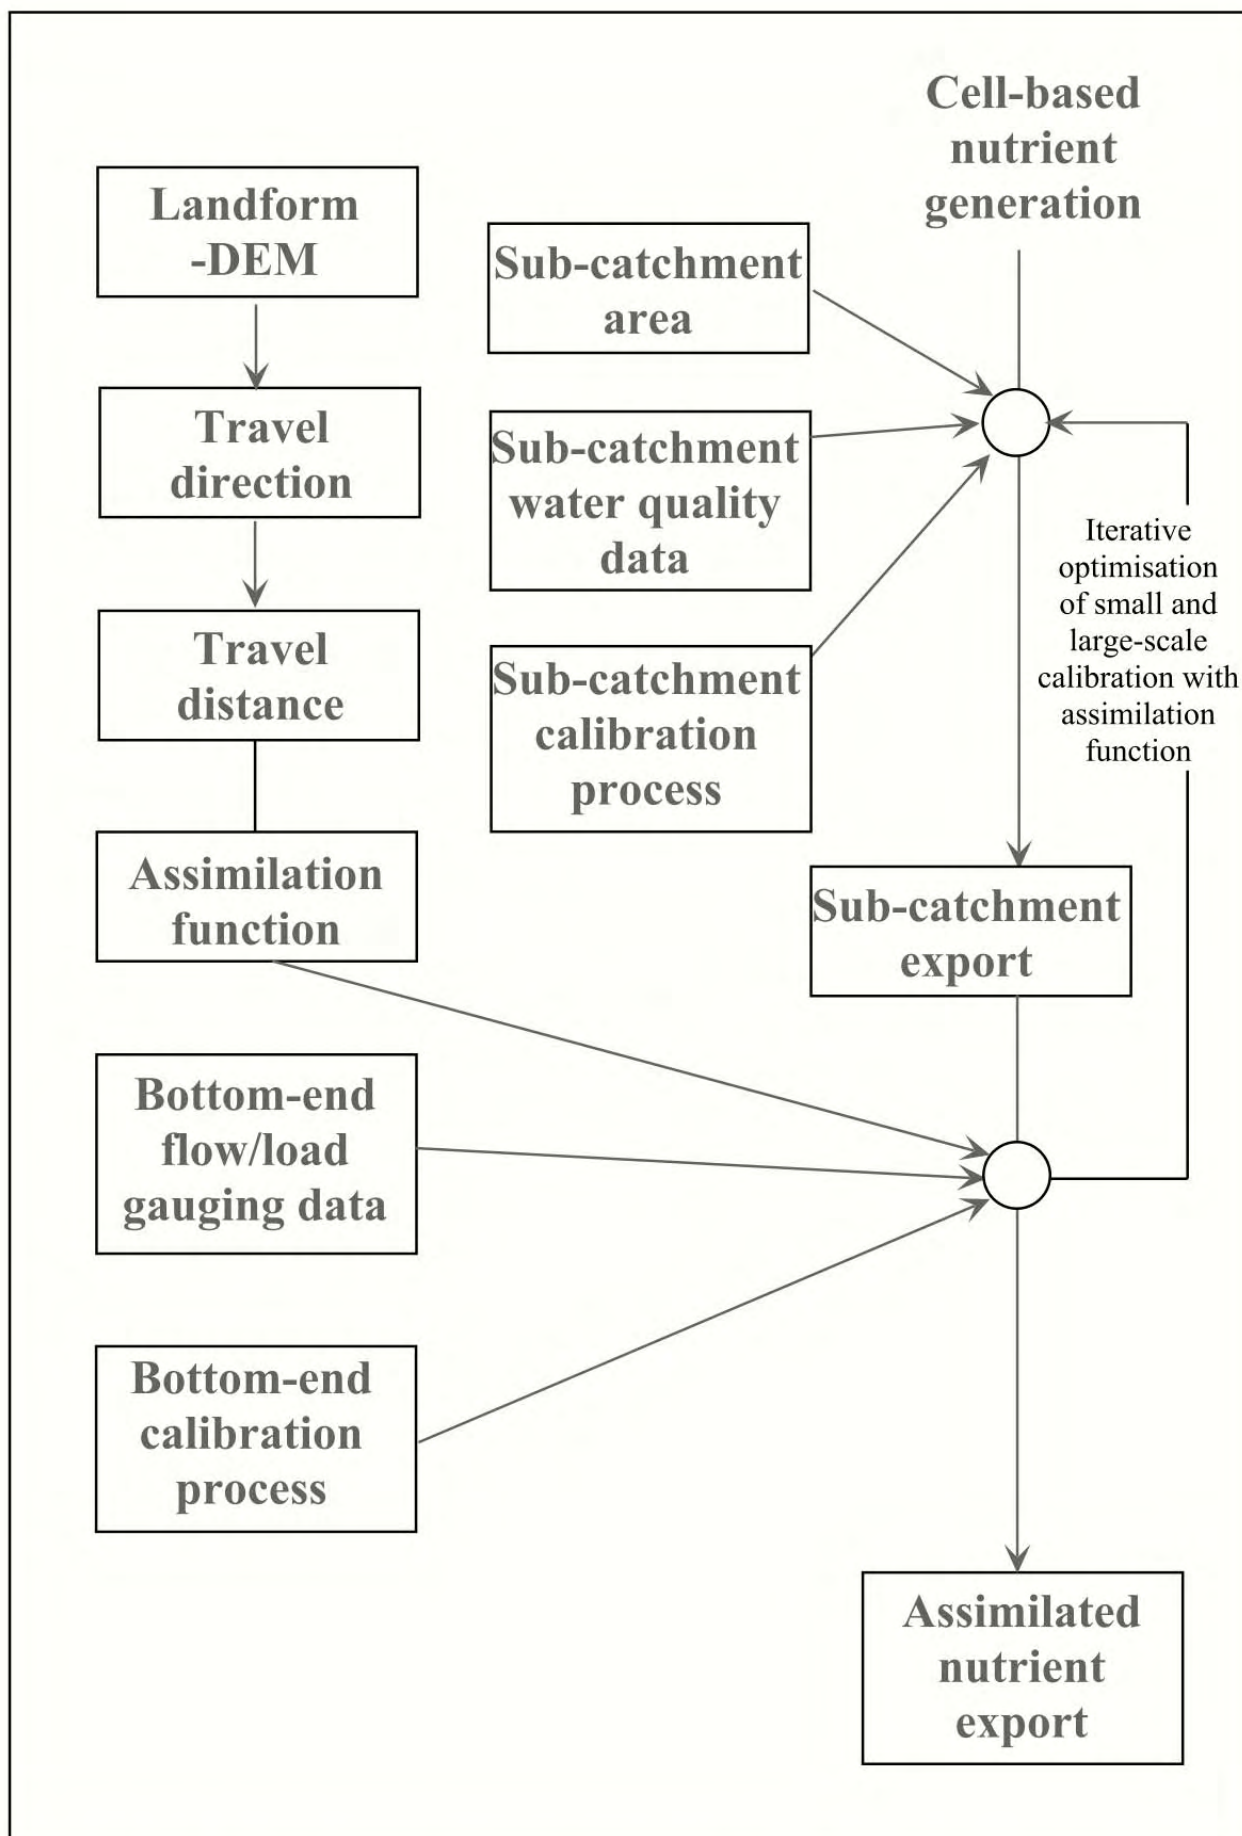 Cell-based
nutrient
generation
Landform
-DEM
Sub-catchment
area
Travel
direction
Sub-catchment
water quality
data
Iterative
optimisation
of small and
large-scale
calibration with
assimilation
function
Travel
distance
Sub-catchment
calibration
process
Assimilation
function
Sub-catchment
export
Bottom-end
flow/load
gauging data
Bottom-end
calibration
process
Assimilated
nutrient
export